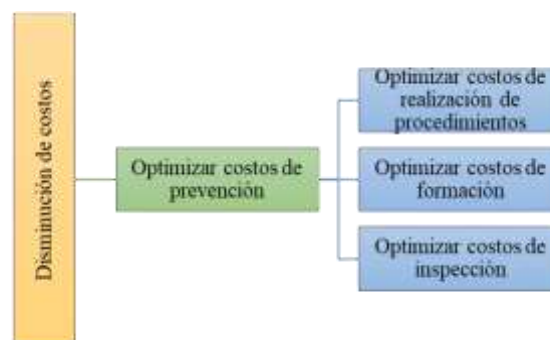 Disminución de costos
Optimizar costos de
prevención
Optimizar costos de
realización de
procedimientos
Optimizar costos de
formación
Optimizar costos de
inspección